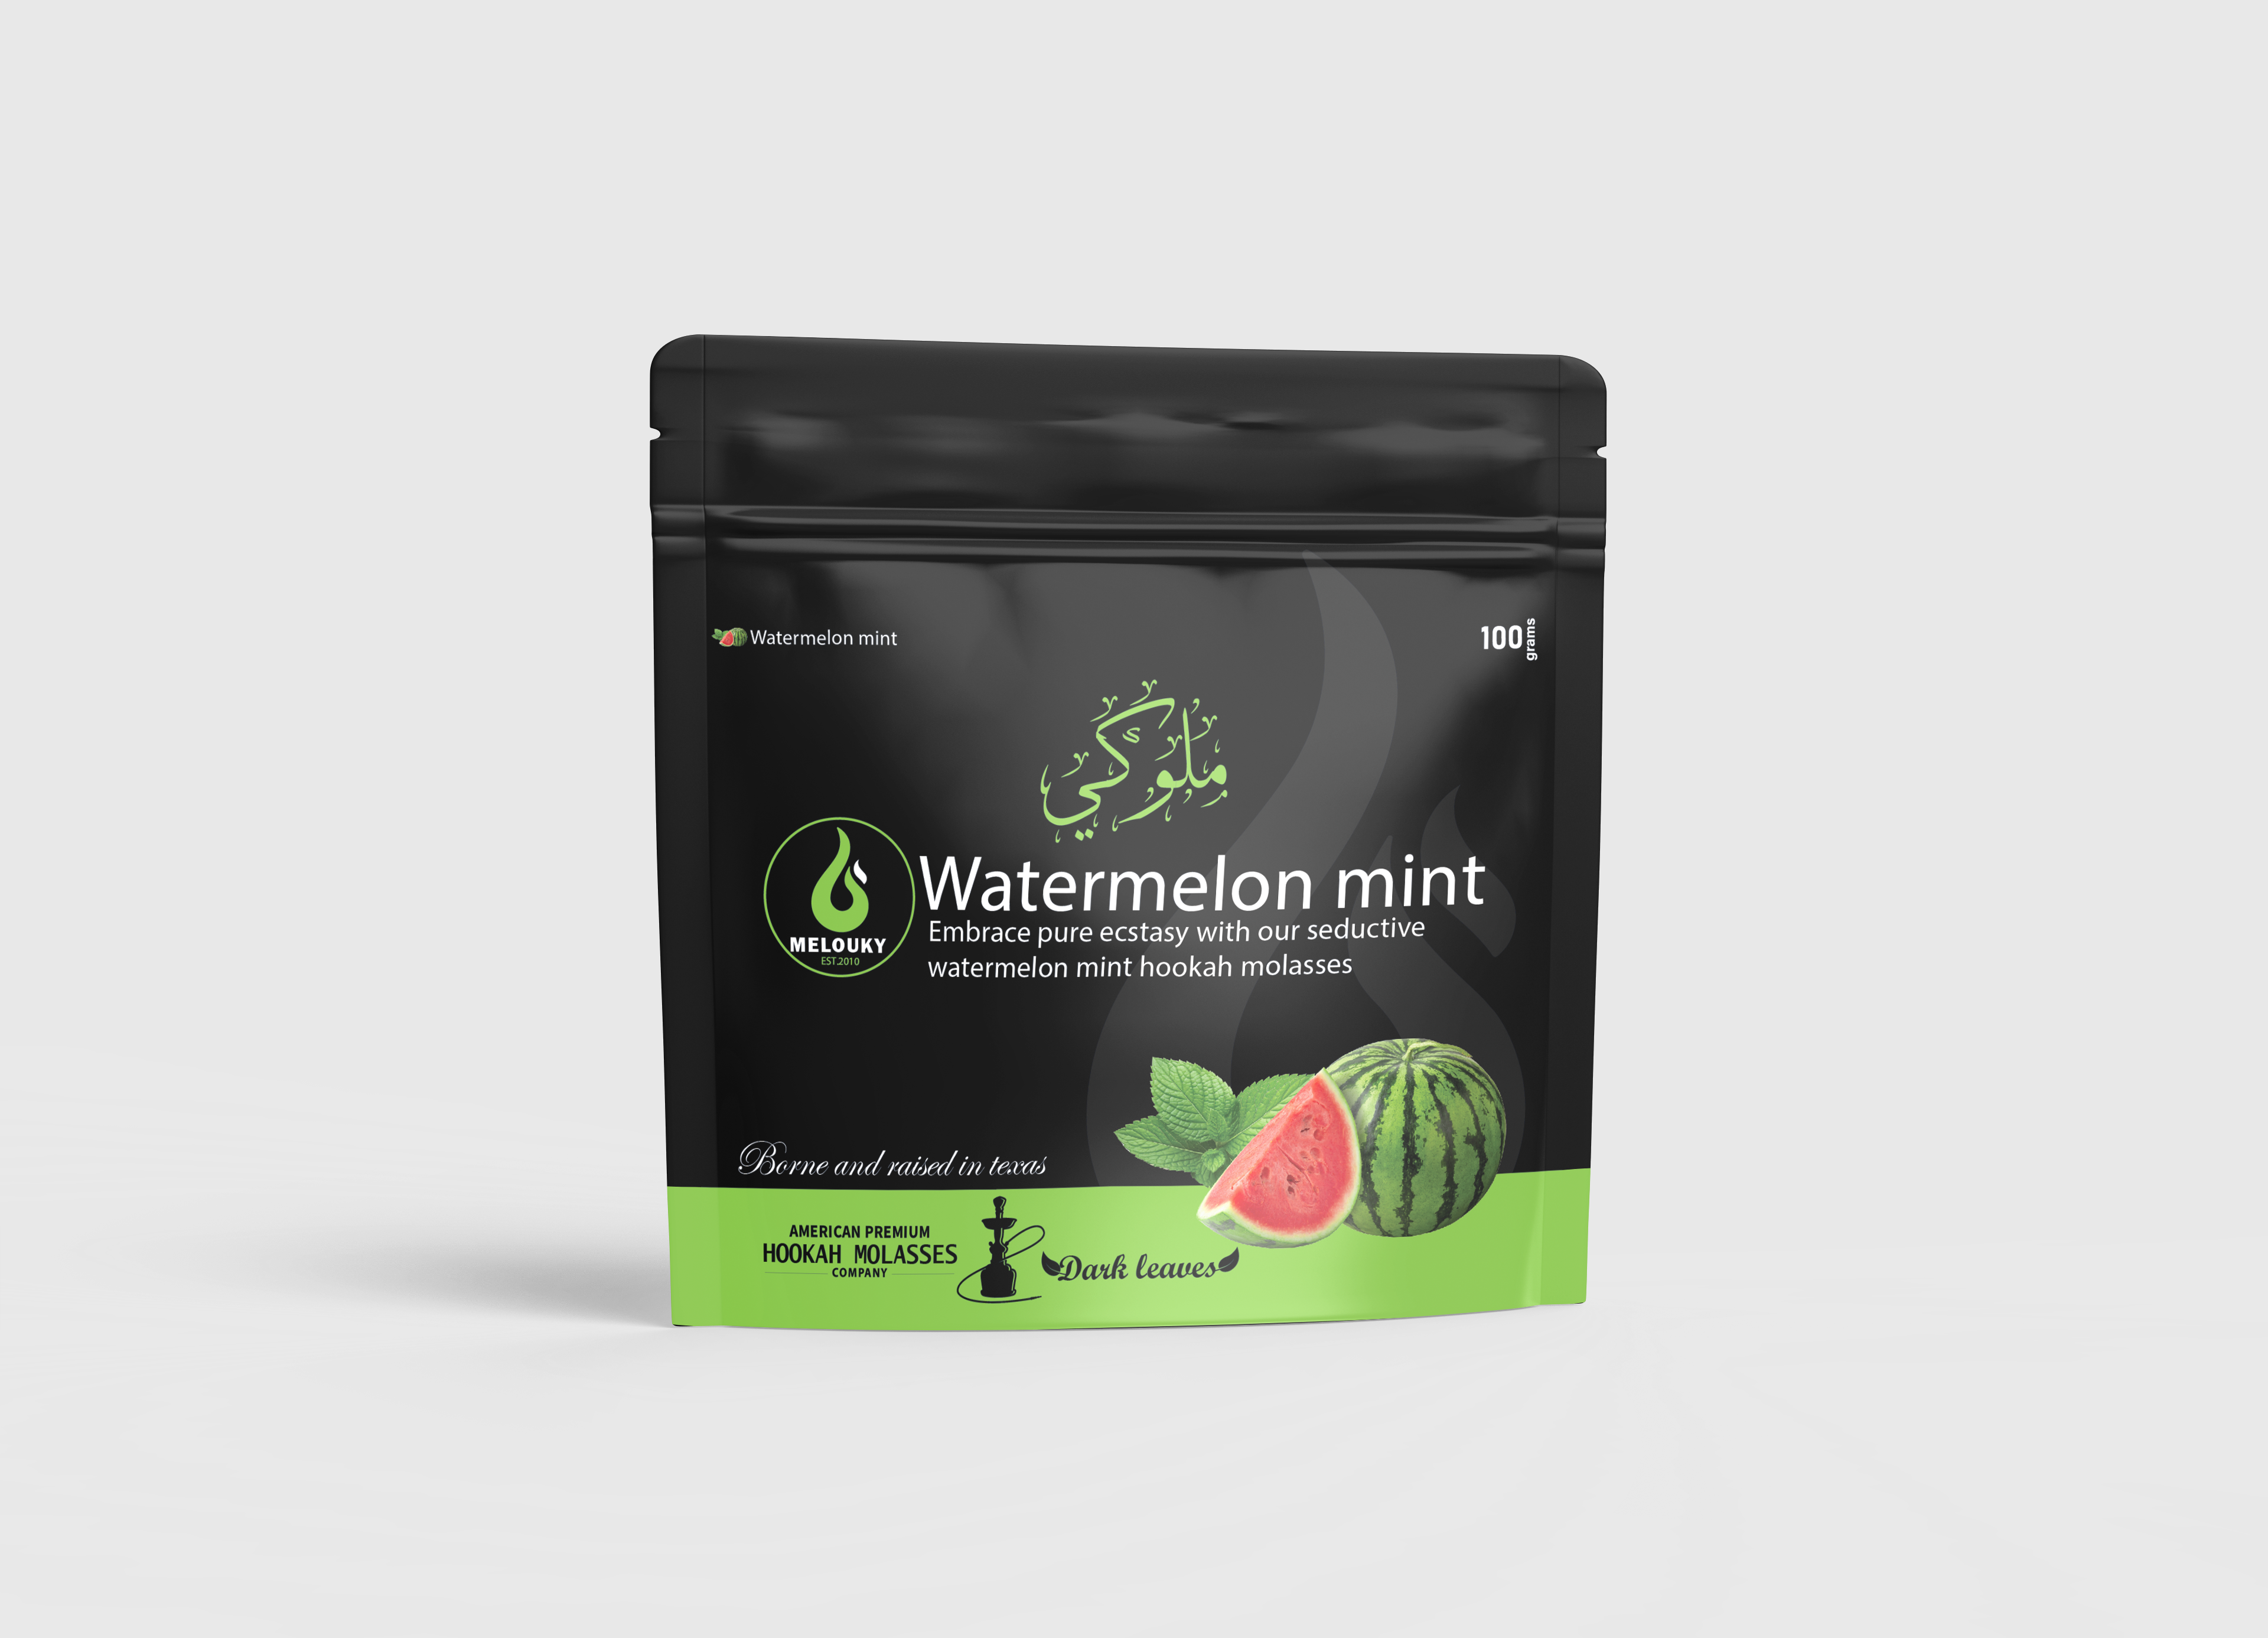 Watermelon mint
100 grams
مِلُوكّي
MELOUKY
EST.2010
Watermelon mint
Embrace pure ecstasy with our seductive
watermelon mint hookah molasses
Borne and raised in texas
AMERICAN PREMIUM
HOOKAH MOLASSES
COMPANY
Dark leaves